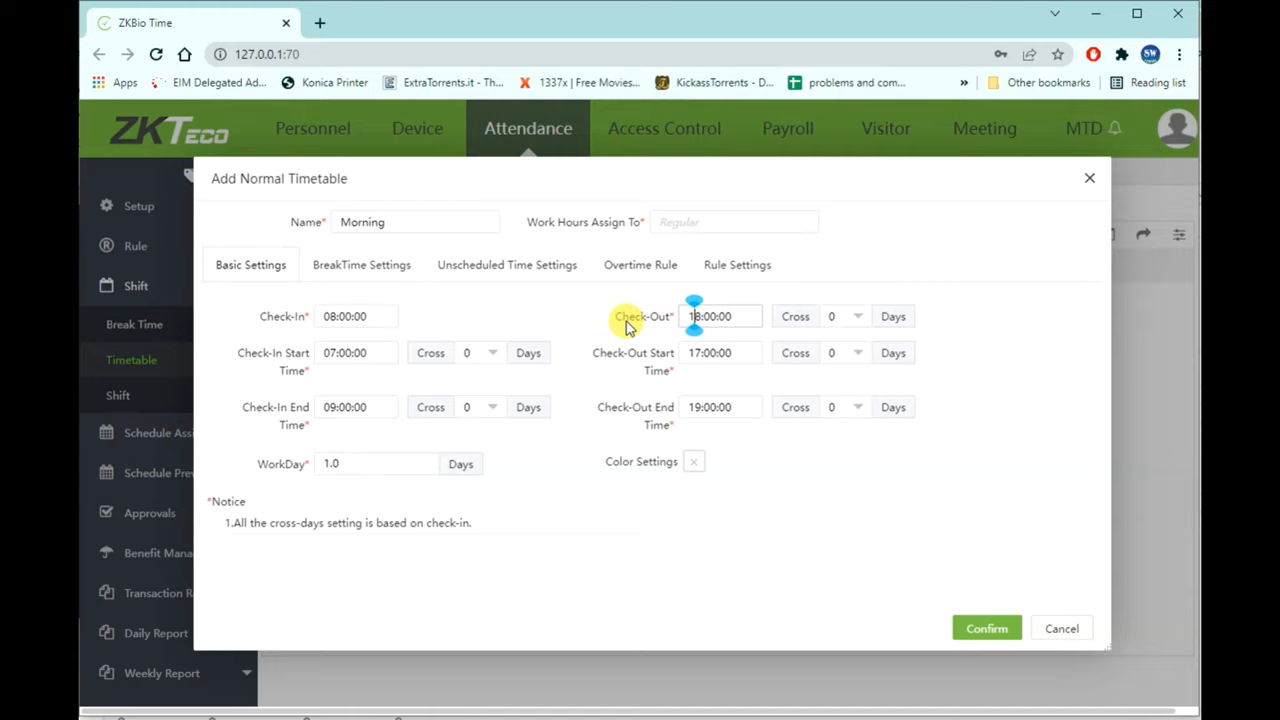 ZKBio Time
127.0.0.1:70
SW
Apps
EIM Delegated Ad...
Konica Printer
ExtraTorrents.it - Th...
1337x | Free Movies...
KickassTorrents - D...
problems and com...
»
Other bookmarks
Reading list
ZKTECO
Personnel
Device
Attendance
Access Control
Payroll
Visitor
Meeting
MTD
Add Normal Timetable
Setup
Name* Morning
Work Hours Assign To* Regular
Rule
Basic Settings
BreakTime Settings
Unscheduled Time Settings
Overtime Rule
Rule Settings
Shift
Break Time
Timetable
Shift
Check-In 08:00:00
Check-Out* 18:00:00 Cross 0 Days
Check-In Start Time* 07:00:00 Cross 0 Days
Check-Out Start Time* 17:00:00 Cross 0 Days
Check-In End Time* 09:00:00 Cross 0 Days
Check-Out End Time* 19:00:00 Cross 0 Days
Schedule Assi
WorkDay* 1.0 Days
Color Settings
Schedule Prev
*Notice
1.All the cross-days setting is based on check-in.
Approvals
Benefit Mana
Transaction R
Daily Report
Confirm
Cancel
Weekly Report